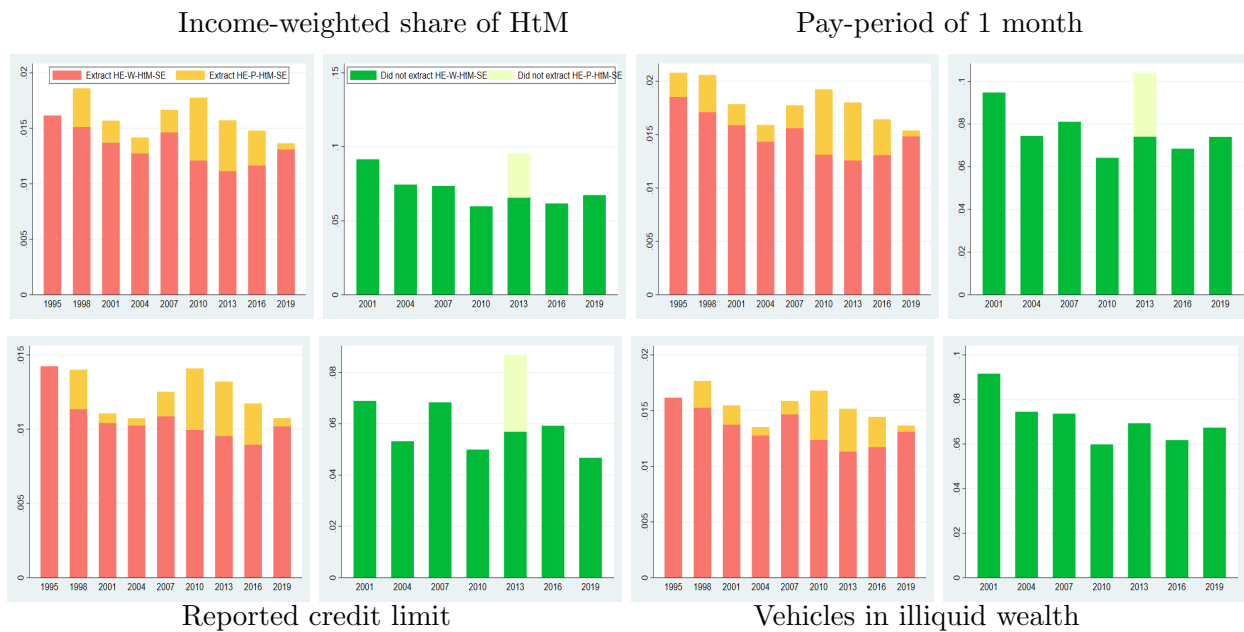 Income-weighted share of HtM
Pay-period of 1 month
Extract HE-W-HtM-SE Extract HE-P-HtM-SE
.02
.015
.01
.005
0
1995 1998 2001 2004 2007 2010 2013 2016 2019
Did not extract HE-W-HtM-SE Did not extract HE-P-HtM-SE
.15
.1
.05
0
2001 2004 2007 2010 2013 2016 2019
.02
.015
.01
.005
0
1995 1998 2001 2004 2007 2010 2013 2016 2019
.1
.08
.06
.04
.02
0
2001 2004 2007 2010 2013 2016 2019
.015
.01
.005
0
1995 1998 2001 2004 2007 2010 2013 2016 2019
.08
.06
.04
.02
0
2001 2004 2007 2010 2013 2016 2019
.02
.015
.01
.005
0
1995 1998 2001 2004 2007 2010 2013 2016 2019
.1
.08
.06
.04
.02
0
2001 2004 2007 2010 2013 2016 2019
Reported credit limit
Vehicles in illiquid wealth